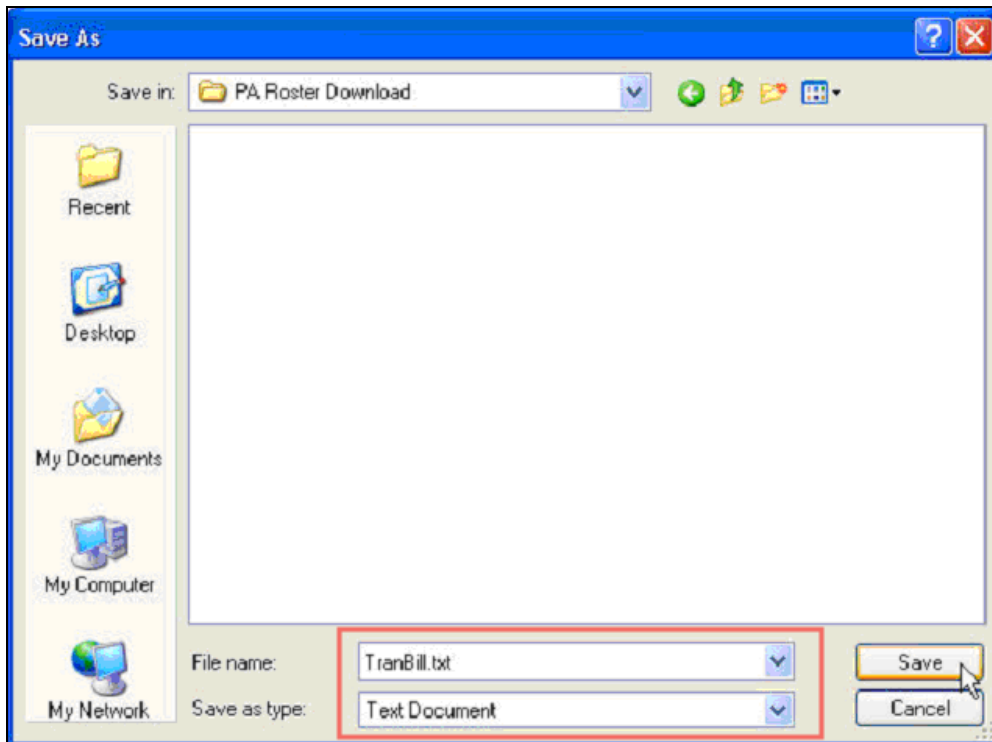 Save As
Save in: PA Roster Download
Recent
Desktop
My Documents
My Computer
My Network
File name: TranBill.txt
Save as type: Text Document
Save
Cancel